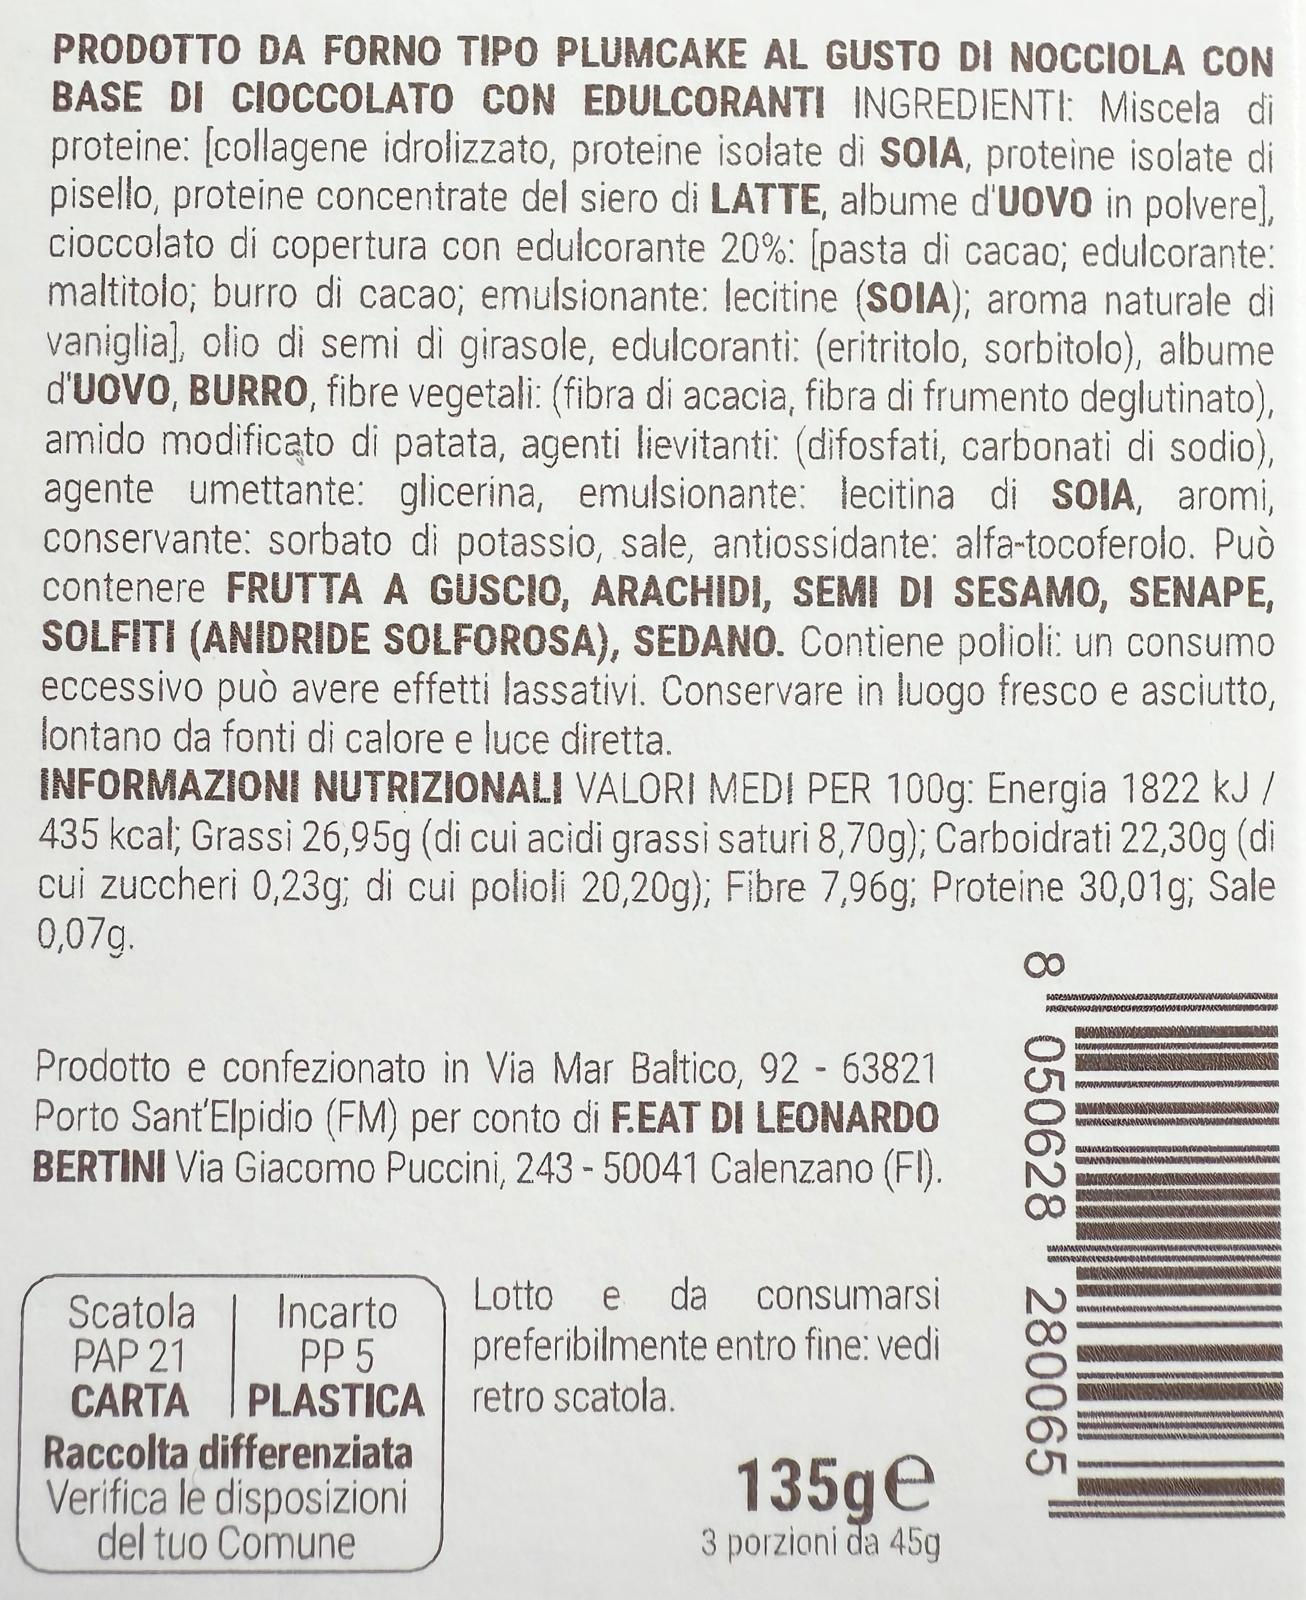 PRODOTTO DA FORNO TIPO PLUMCAKE AL GUSTO DI NOCCIOLA CON
BASE DI CIOCCOLATO CON EDULCORANTI INGREDIENTI: Miscela di
proteine: [collagene idrolizzato, proteine isolate di SOIA, proteine isolate di
pisello, proteine concentrate del siero di LATTE, albume d'UOVO in polvere],
cioccolato di copertura con edulcorante 20%: [pasta di cacao; edulcorante:
maltitolo; burro di cacao; emulsionante: lecitine (SOIA); aroma naturale di
vaniglia], olio di semi di girasole, edulcoranti: (eritritolo, sorbitolo), albume
d'UOVO, BURRO, fibre vegetali: (fibra di acacia, fibra di frumento deglutinato),
amido modificato di patata, agenti lievitanti: (difosfati, carbonati di sodio),
agente umettante: glicerina, emulsionante: lecitina di SOIA, aromi,
conservante: sorbato di potassio, sale, antiossidante: alfa-tocoferolo. Può
contenere FRUTTA A GUSCIO, ARACHIDI, SEMI DI SESAMO, SENAPE,
SOLFITI (ANIDRIDE SOLFOROSA), SEDANO. Contiene polioli: un consumo
eccessivo può avere effetti lassativi. Conservare in luogo fresco e asciutto,
lontano da fonti di calore e luce diretta.
INFORMAZIONI NUTRIZIONALI VALORI MEDI PER 100g: Energia 1822 kJ /
435 kcal; Grassi 26,95g (di cui acidi grassi saturi 8,70g); Carboidrati 22,30g (di
cui zuccheri 0,23g; di cui polioli 20,20g); Fibre 7,96g; Proteine 30,01g; Sale
0,07g.
Prodotto e confezionato in Via Mar Baltico, 92 - 63821
Porto Sant'Elpidio (FM) per conto di F.EAT DI LEONARDO
BERTINI Via Giacomo Puccini, 243 - 50041 Calenzano (FI).
8 050628 280065
Scatola
PAP 21
CARTA
Incarto
PP 5
PLASTICA
Raccolta differenziata
Verifica le disposizioni
del tuo Comune
Lotto e da consumarsi
preferibilmente entro fine: vedi
retro scatola.
135g℮
3 porzioni da 45g